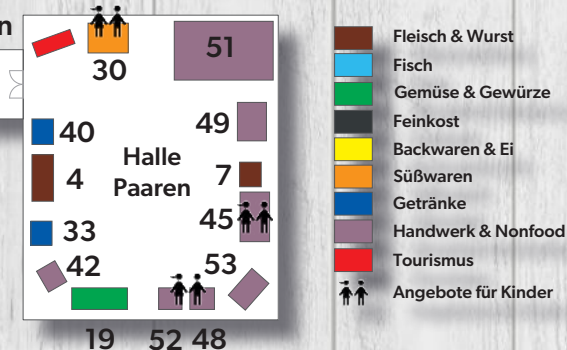 n
30
51
40
49
4
Halle
Paaren
7
33
45
42
53
19
52
48
Fleisch & Wurst
Fisch
Gemüse & Gewürze
Feinkost
Backwaren & Ei
Süßwaren
Getränke
Handwerk & Nonfood
Tourismus
Angebote für Kinder